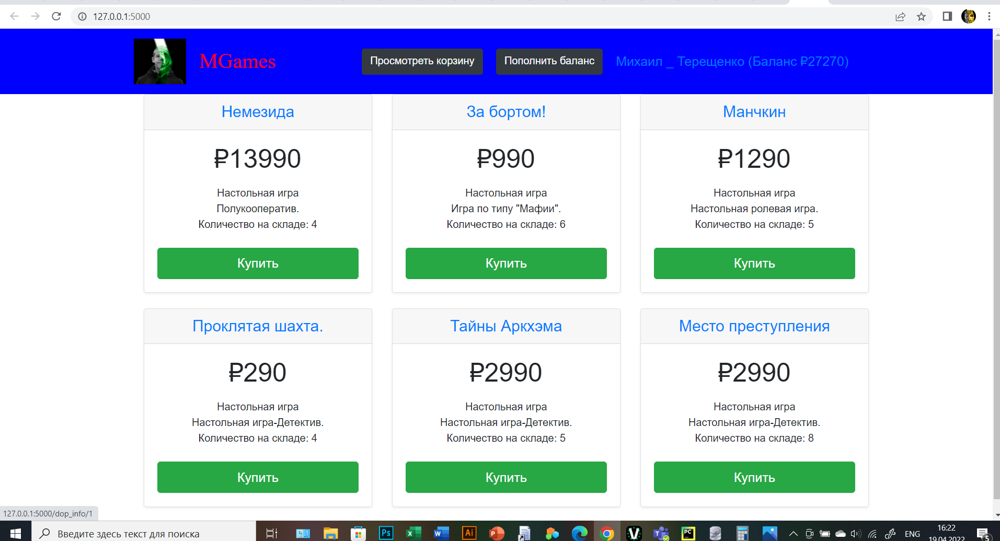 127.0.0.1:5000
MGames
Просмотреть корзину
Пополнить баланс
Михаил _ Терещенко (Баланс ₽27270)
Немезида
За бортом!
Манчкин
₽13990
₽990
₽1290
Настольная игра
Полукооператив.
Количество на складе: 4
Настольная игра
Игра по типу "Мафии".
Количество на складе: 6
Настольная игра
Настольная ролевая игра.
Количество на складе: 5
Купить
Купить
Купить
Проклятая шахта.
Тайны Аркхэма
Место преступления
₽290
₽2990
₽2990
Настольная игра
Настольная игра-Детектив.
Количество на складе: 4
Настольная игра
Настольная игра-Детектив.
Количество на складе: 5
Настольная игра
Настольная игра-Детектив.
Количество на складе: 8
Купить
Купить
Купить
127.0.0.1:5000/dop_info/1
Введите здесь текст для поиска
Ps
X
W
Ai
P
V
T
PC
ENG
16:22
19.04.2022
5